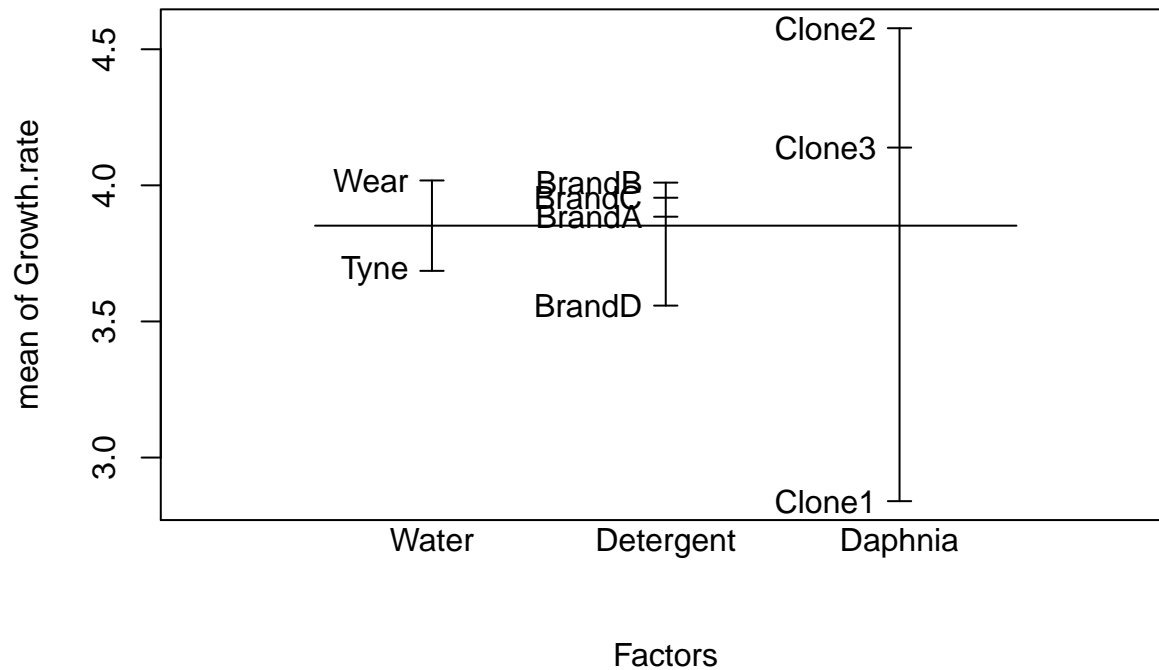 mean of Growth.rate
4.5
4.0
3.5
3.0
Clone2
Clone3
Wear
BrandB
BrandC
BrandA
Tyne
BrandD
Clone1
Water Detergent Daphnia
Factors